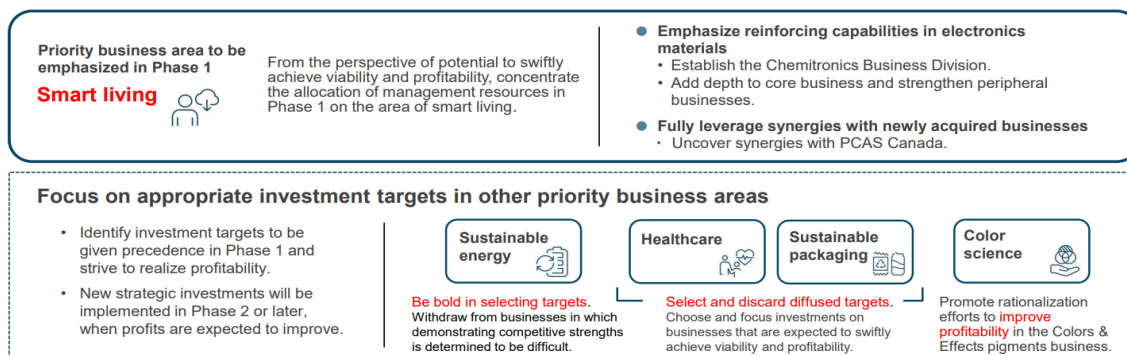 Priority business area to be
emphasized in Phase 1
Smart living
From the perspective of potential to swiftly
achieve viability and profitability, concentrate
the allocation of management resources in
Phase 1 on the area of smart living.
● Emphasize reinforcing capabilities in electronics
materials
• Establish the Chemitronics Business Division.
• Add depth to core business and strengthen peripheral
businesses.
● Fully leverage synergies with newly acquired businesses
・ Uncover synergies with PCAS Canada.
Focus on appropriate investment targets in other priority business areas
• Identify investment targets to be
given precedence in Phase 1 and
strive to realize profitability.
• New strategic investments will be
implemented in Phase 2 or later,
when profits are expected to improve.
Sustainable
energy
Be bold in selecting targets.
Withdraw from businesses in which
demonstrating competitive strengths
is determined to be difficult.
Healthcare
Sustainable
packaging
Select and discard diffused targets.
Choose and focus investments on
businesses that are expected to swiftly
achieve viability and profitability.
Color
science
Promote rationalization
efforts to improve
profitability in the Colors &
Effects pigments business.